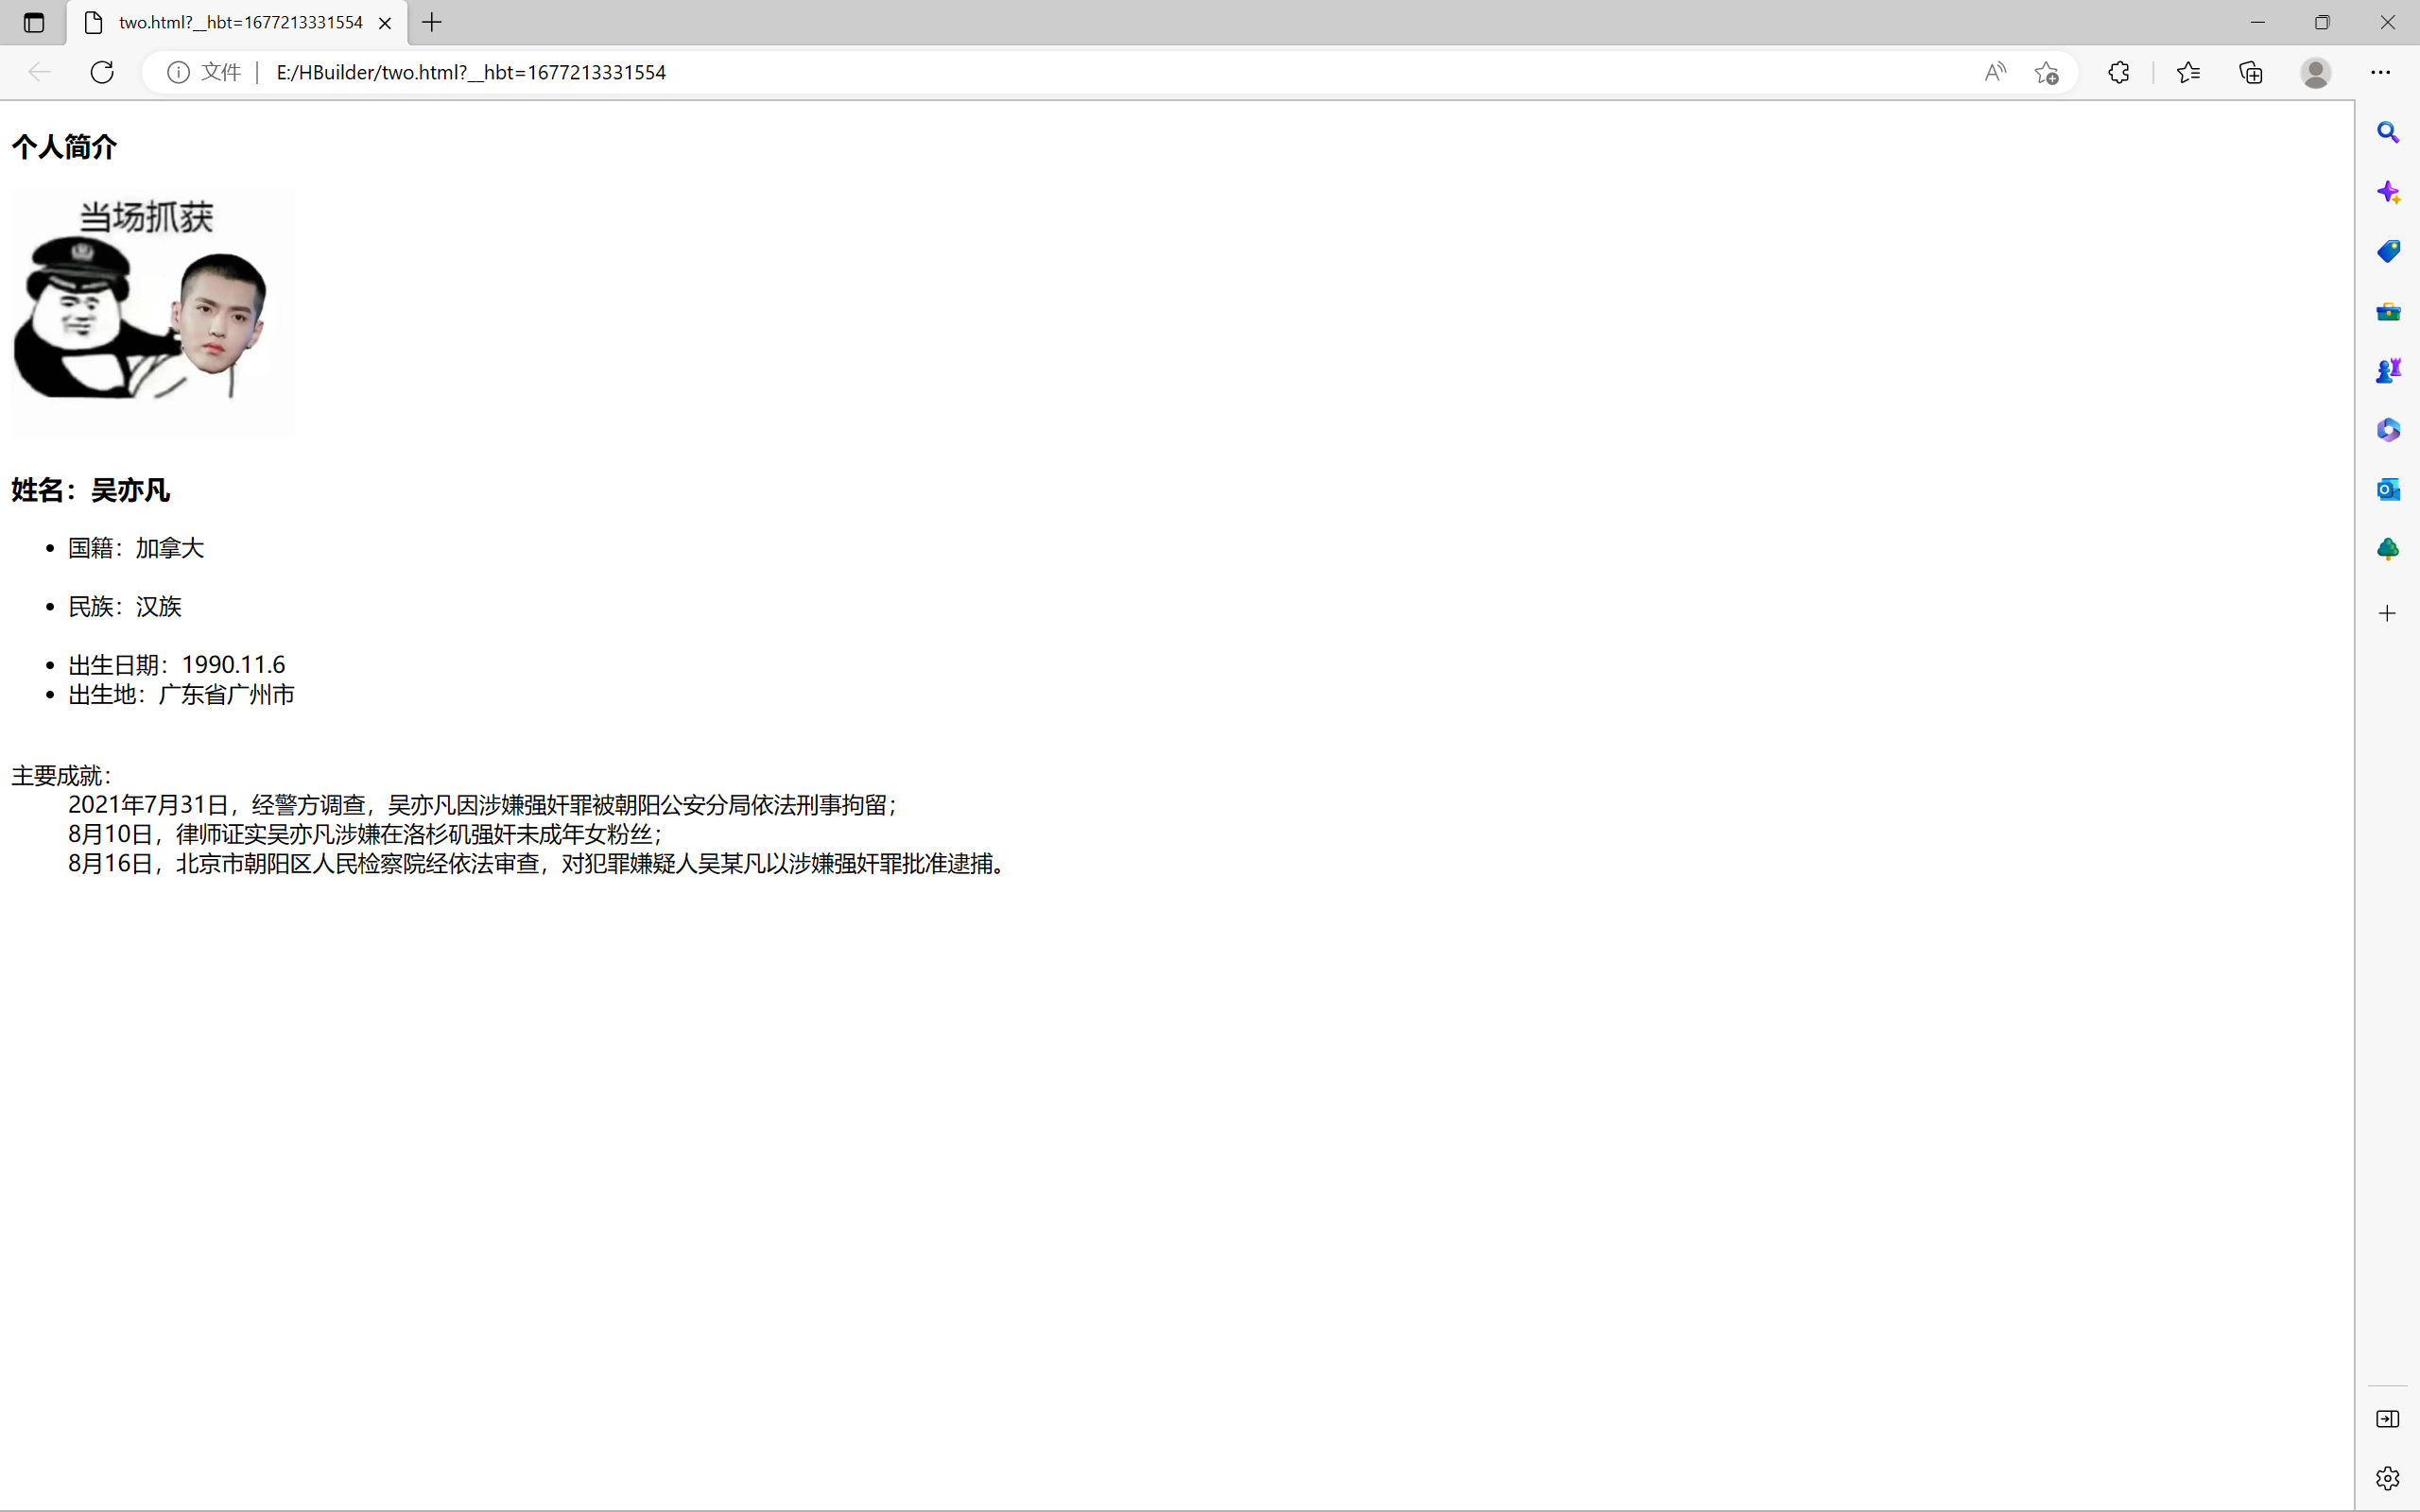 two.html?__hbt=1677213331554
文件 E:/HBuilder/two.html?__hbt=1677213331554
个人简介
当场抓获
姓名：吴亦凡
国籍：加拿大
民族：汉族
出生日期：1990.11.6
出生地：广东省广州市
主要成就：
2021年7月31日，经警方调查，吴亦凡因涉嫌强奸罪被朝阳公安分局依法刑事拘留；
8月10日，律师证实吴亦凡涉嫌在洛杉矶强奸未成年女粉丝；
8月16日，北京市朝阳区人民检察院经依法审查，对犯罪嫌疑人吴某凡以涉嫌强奸罪批准逮捕。